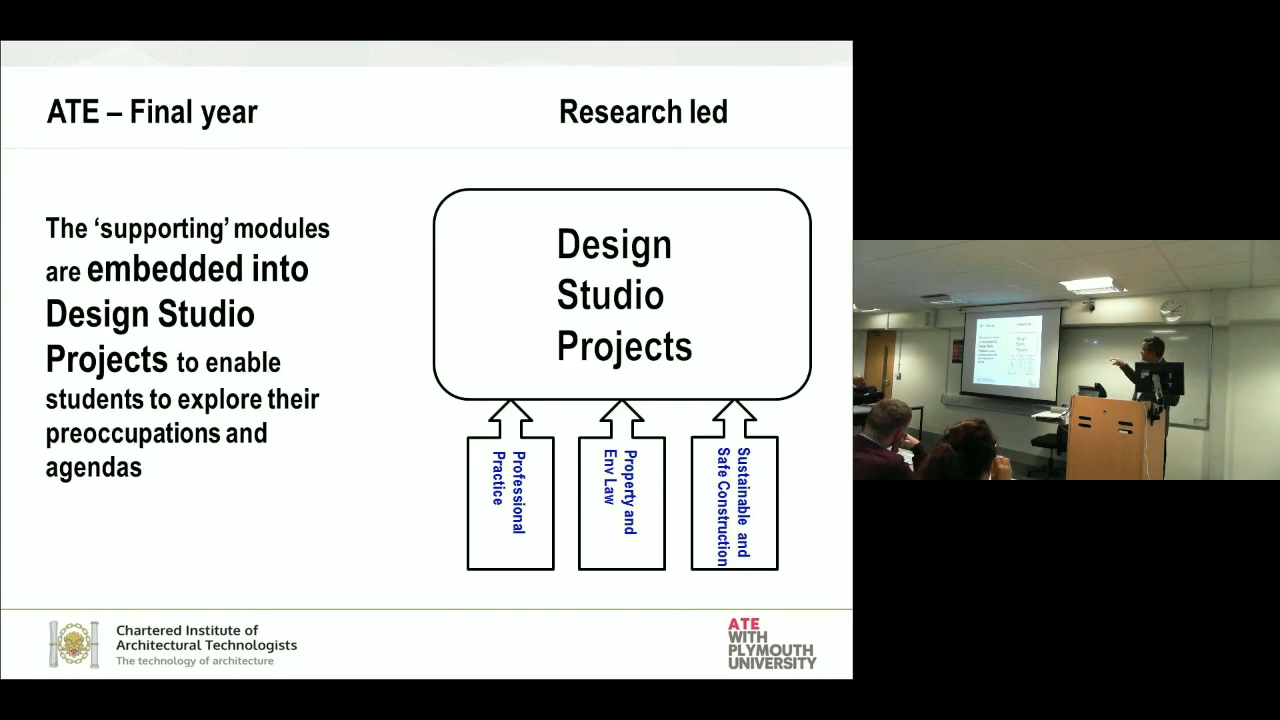 ATE – Final year
Research led
The ‘supporting’ modules
are embedded into
Design Studio
Projects to enable
students to explore their
preoccupations and
agendas
Design
Studio
Projects
Professional
Practice
Property and
Env Law
Sustainable and
Safe Construction
Chartered Institute of
Architectural Technologists
The technology of architecture
ATE
WITH
PLYMOUTH
UNIVERSITY